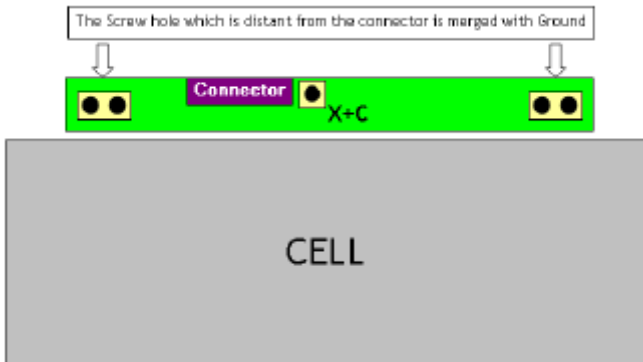 The Screw hole which is distant from the connector is merged with Ground
Connector
X+C
CELL